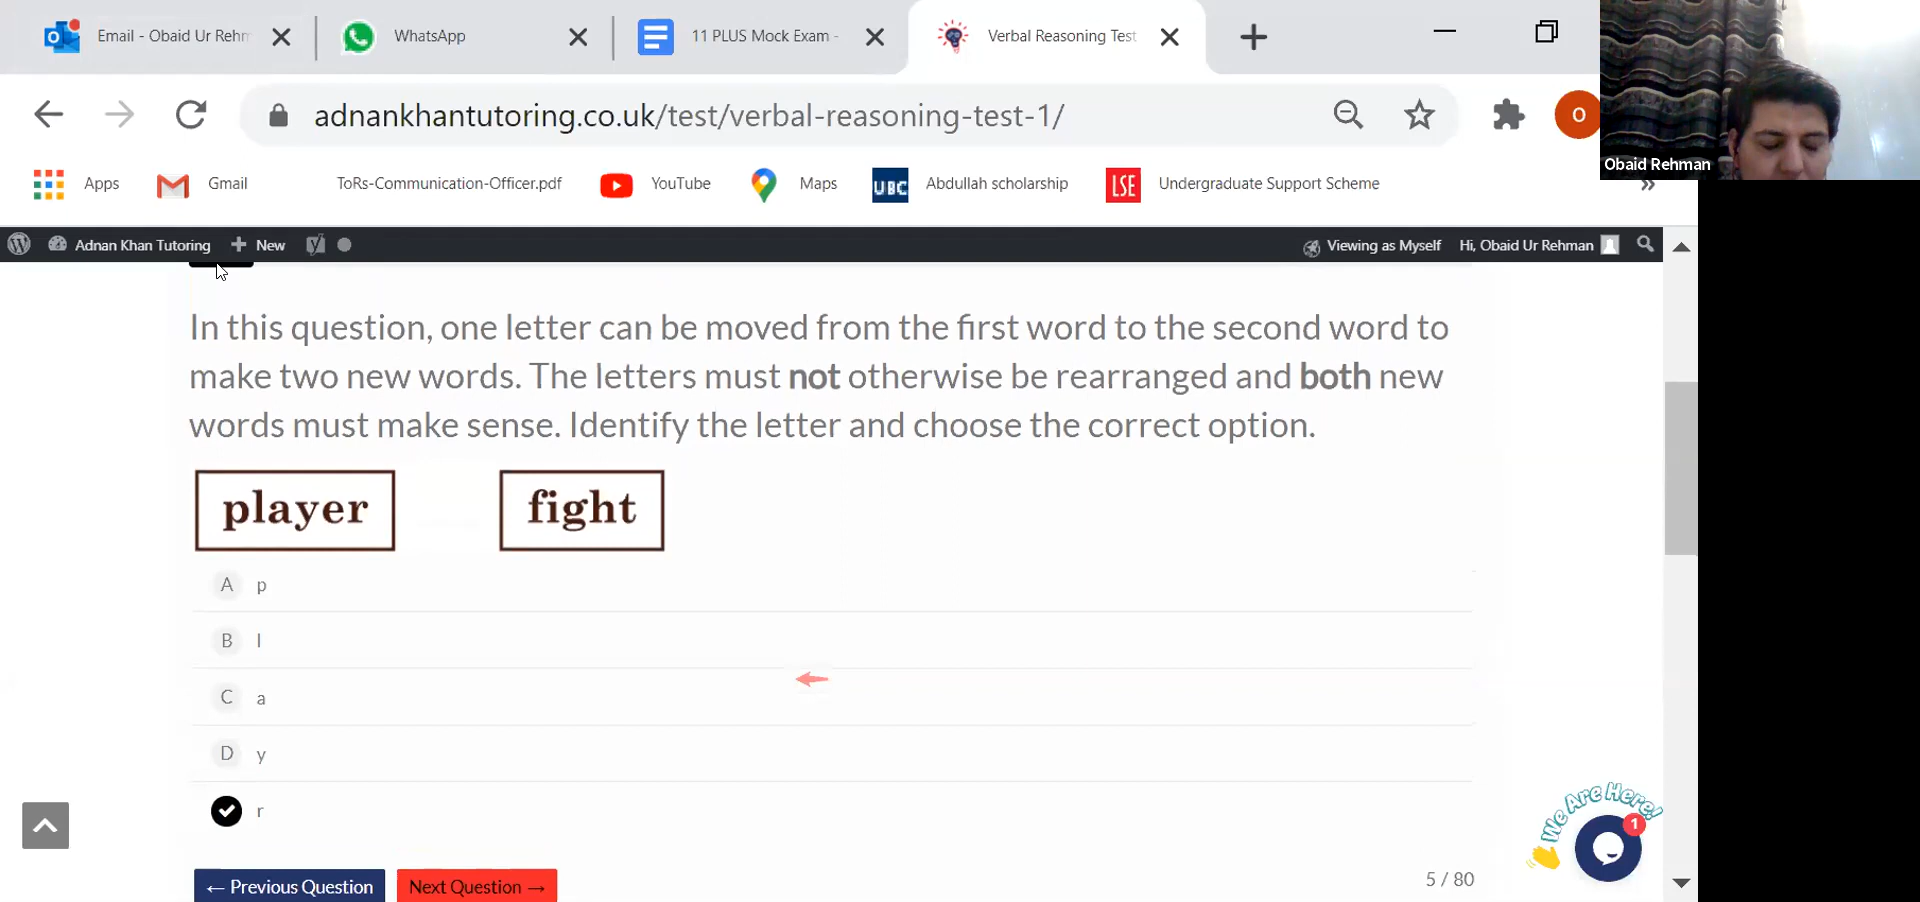 Email - Obaid Ur Rehm
WhatsApp
11 PLUS Mock Exam -
Verbal Reasoning Test
adnankhantutoring.co.uk/test/verbal-reasoning-test-1/
O
Obaid Rehman
Apps
Gmail
ToRs-Communication-Officer.pdf
YouTube
Maps
UBC
Abdullah scholarship
LSE
Undergraduate Support Scheme
»
Adnan Khan Tutoring
+ New
Viewing as Myself
Hi, Obaid Ur Rehman
In this question, one letter can be moved from the first word to the second word to
make two new words. The letters must not otherwise be rearranged and both new
words must make sense. Identify the letter and choose the correct option.
player
fight
A p
B l
C a
D y
r
← Previous Question
Next Question →
5 / 80
We Are Here!
1